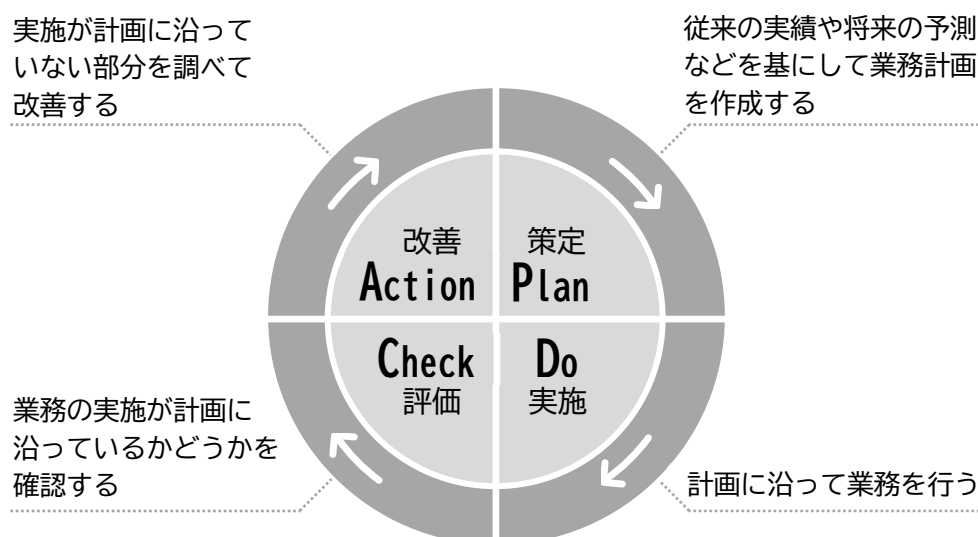 実施が計画に沿って
いない部分を調べて
改善する
従来の実績や将来の予測
などを基にして業務計画
を作成する
改善
Action
策定
Plan
Check
評価
Do
実施
業務の実施が計画に
沿っているかどうかを
確認する
計画に沿って業務を行う